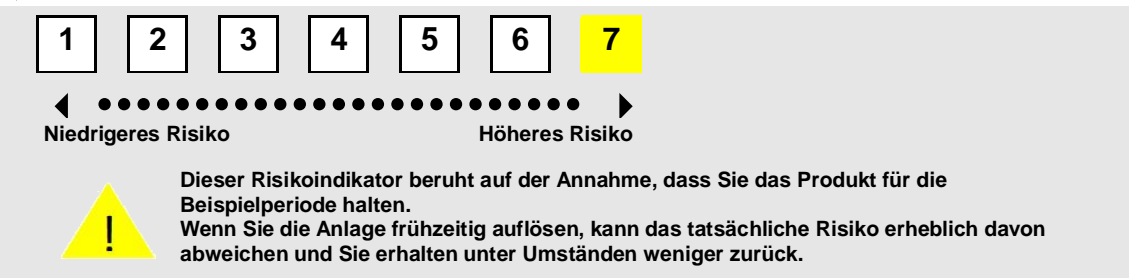 1 2 3 4 5 6 7
Niedrigeres Risiko Höheres Risiko
Dieser Risikoindikator beruht auf der Annahme, dass Sie das Produkt für die
Beispielperiode halten.
! Wenn Sie die Anlage frühzeitig auflösen, kann das tatsächliche Risiko erheblich davon
abweichen und Sie erhalten unter Umständen weniger zurück.